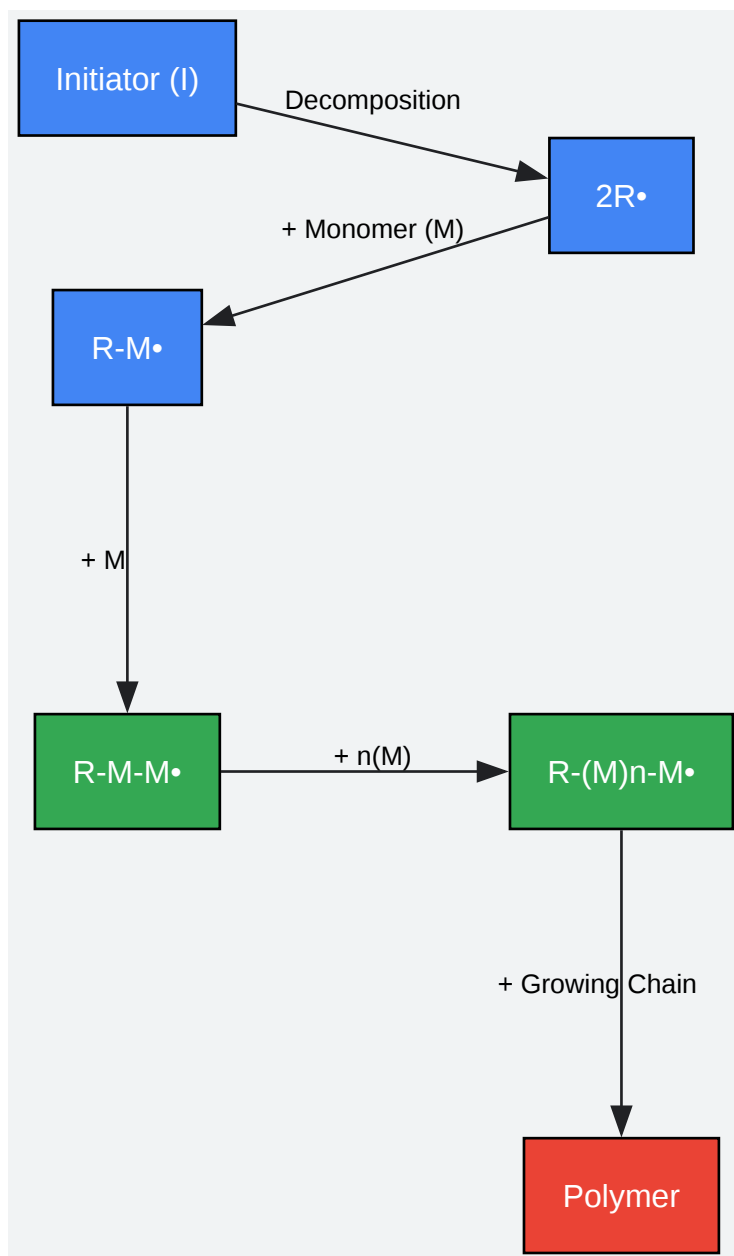 Initiator (I)
Decomposition
2R•
+ Monomer (M)
R-M•
+ M
R-M-M•
+ n(M)
R-(M)n-M•
+ Growing Chain
Polymer